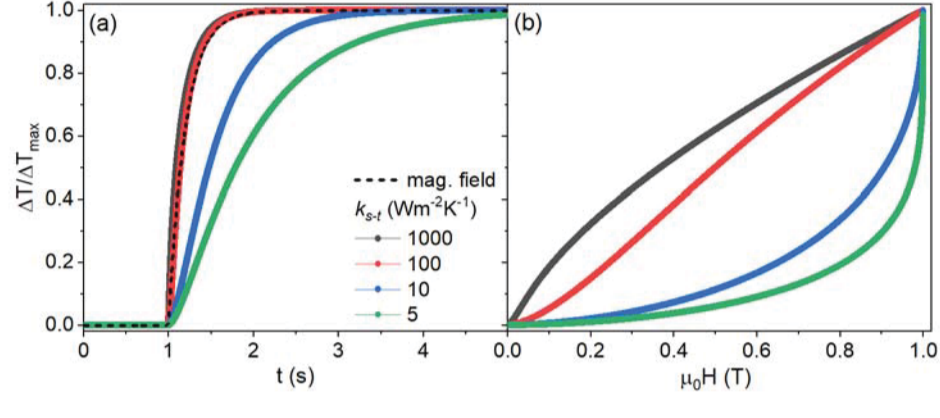 (a)
(b)
ΔT/ΔT_max
1.0
0.8
0.6
0.4
0.2
0.0
mag. field
k_s-t (Wm⁻²K⁻¹)
1000
100
10
5
0 1 2 3 4
0.0 0.2 0.4 0.6 0.8 1.0
t (s)
μ₀H (T)